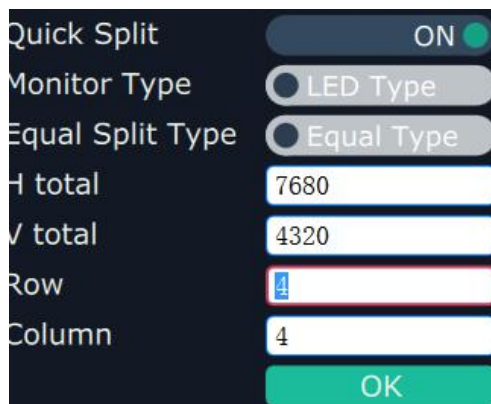 Quick Split ON
Monitor Type LED Type
Equal Split Type Equal Type
H total 7680
V total 4320
Row 4
Column 4
OK